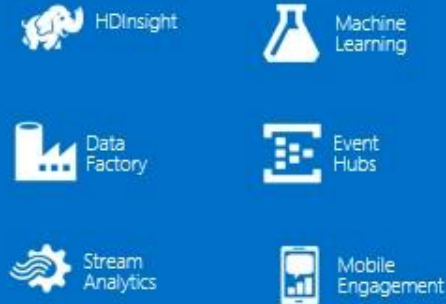 HDInsight
Machine
Learning
Data
Factory
Event
Hubs
Stream
Analytics
Mobile
Engagement